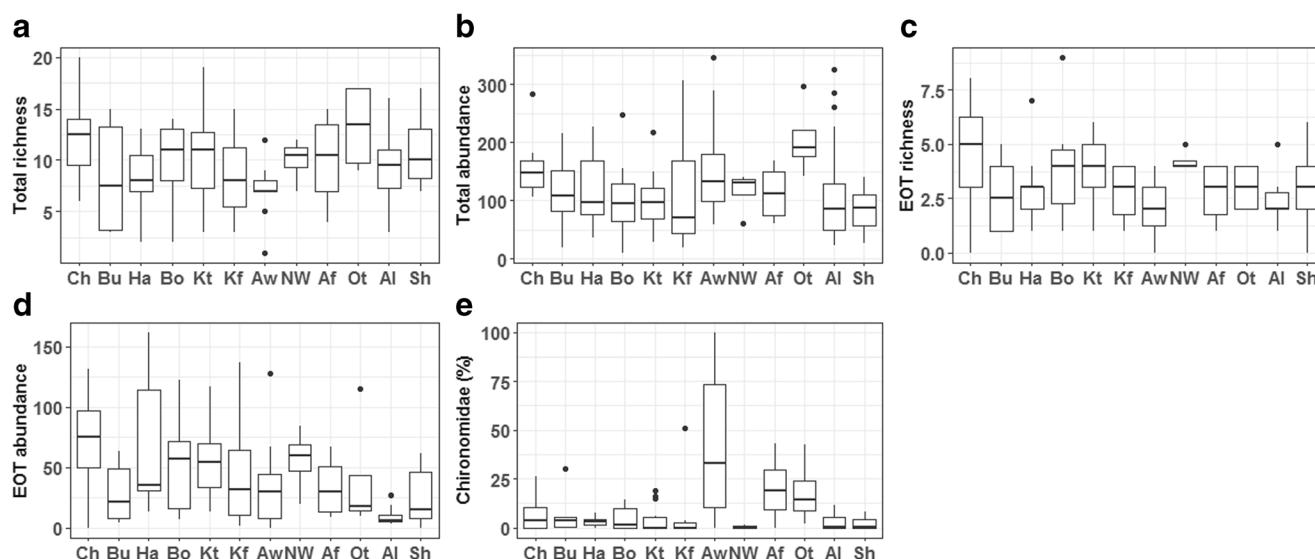 a
Total richness
20
15
10
5
Ch Bu Ha Bo Kt Kf Aw NW Af Ot Al Sh
b
Total abundance
300
200
100
0
Ch Bu Ha Bo Kt Kf Aw NW Af Ot Al Sh
c
EOT richness
7.5
5.0
2.5
0.0
Ch Bu Ha Bo Kt Kf Aw NW Af Ot Al Sh
d
EOT abundance
150
100
50
0
Ch Bu Ha Bo Kt Kf Aw NW Af Ot Al Sh
e
Chironomidae (%)
100
75
50
25
0
Ch Bu Ha Bo Kt Kf Aw NW Af Ot Al Sh